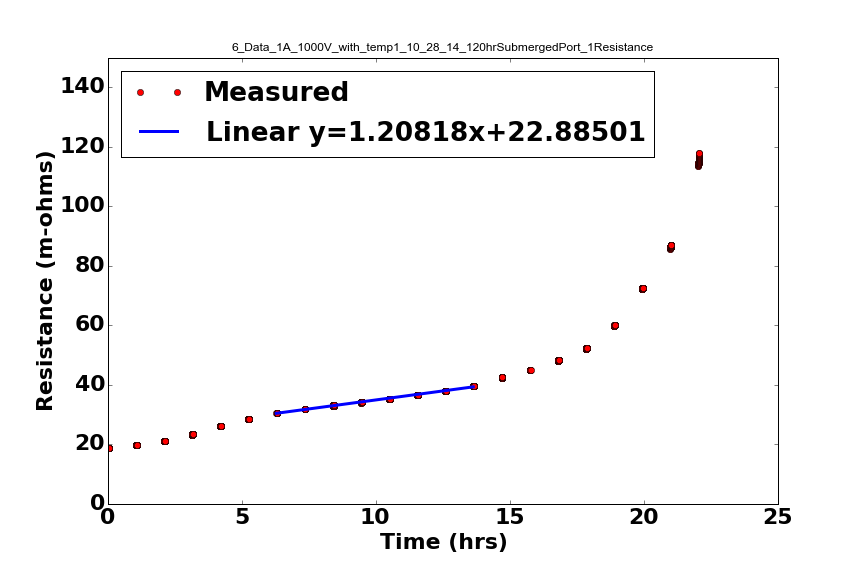 6_Data_1A_1000V_with_temp1_10_28_14_120hrSubmergedPort_1Resistance
Measured
Linear y=1.20818x+22.88501
140
120
100
80
60
40
20
0
Resistance (m-ohms)
0 5 10 15 20 25
Time (hrs)